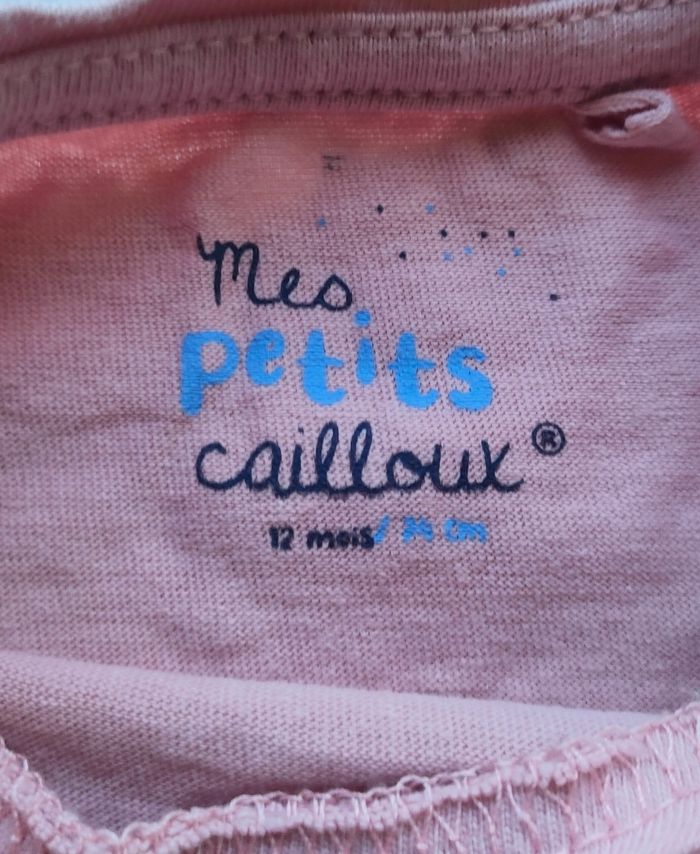 Mes
petits
cailloux ®
12 mois/ 74 cm